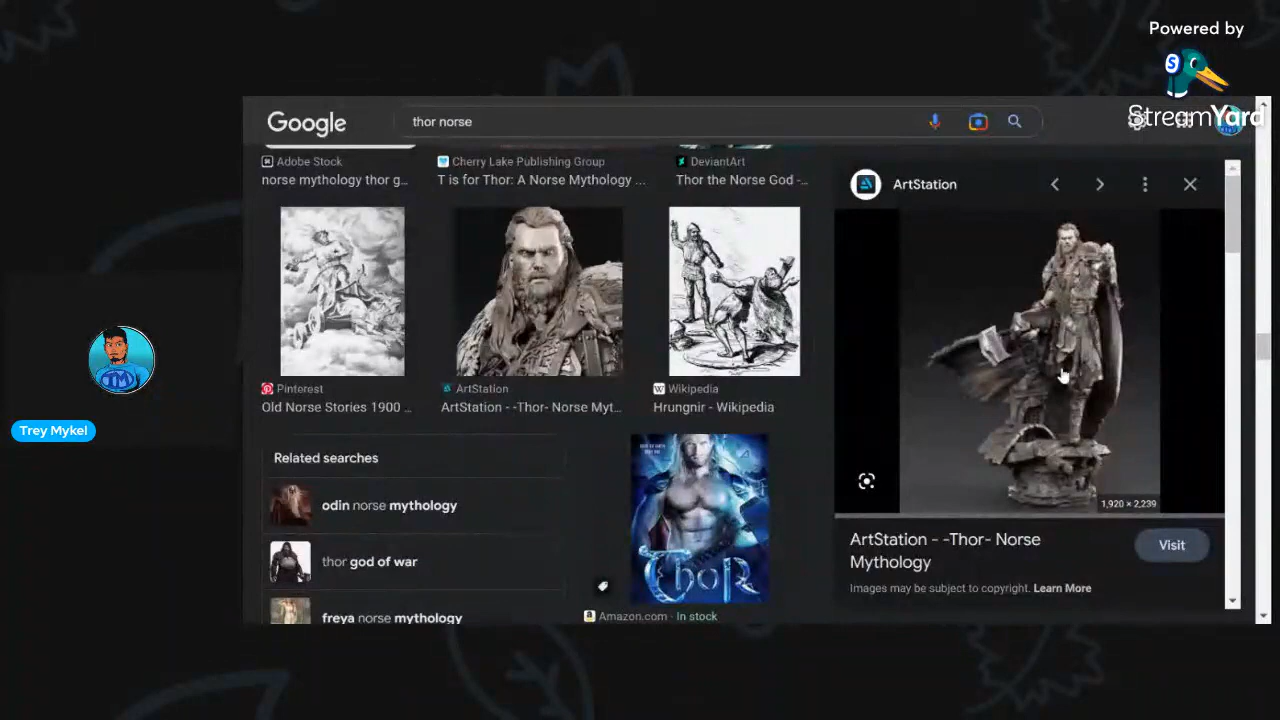 Powered by
S
StreamYard
Google
thor norse
Adobe Stock
norse mythology thor g...
Cherry Lake Publishing Group
T is for Thor: A Norse Mythology ...
DeviantArt
Thor the Norse God -...
ArtStation
Pinterest
Old Norse Stories 1900 ...
ArtStation
ArtStation - -Thor- Norse Myt...
W Wikipedia
Hrungnir - Wikipedia
1,920 × 2,239
Trey Mykel
TM
Related searches
odin norse mythology
thor god of war
freya norse mythology
ThoR
Amazon.com · In stock
ArtStation - -Thor- Norse
Mythology
Visit
Images may be subject to copyright. Learn More